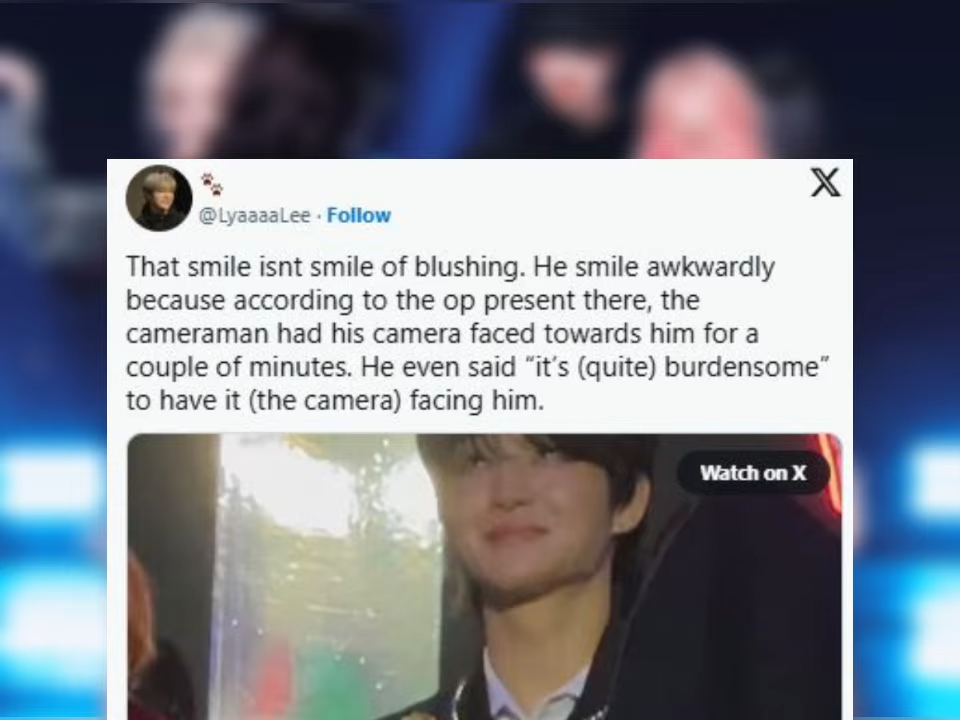 @LyaaaaLee · Follow
That smile isnt smile of blushing. He smile awkwardly
because according to the op present there, the
cameraman had his camera faced towards him for a
couple of minutes. He even said “it’s (quite) burdensome”
to have it (the camera) facing him.
Watch on X